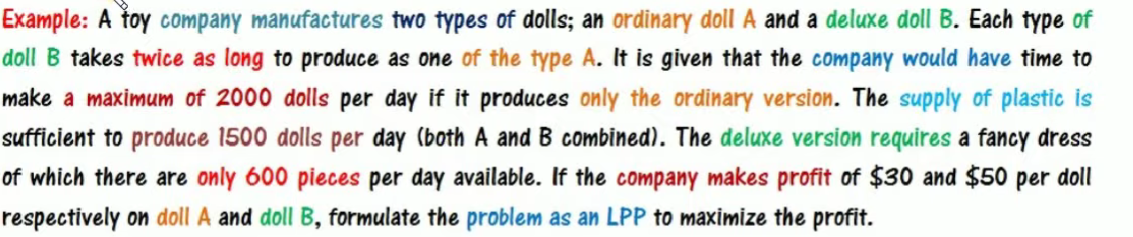 Example: A toy company manufactures two types of dolls; an ordinary doll A and a deluxe doll B. Each type of
doll B takes twice as long to produce as one of the type A. It is given that the company would have time to
make a maximum of 2000 dolls per day if it produces only the ordinary version. The supply of plastic is
sufficient to produce 1500 dolls per day (both A and B combined). The deluxe version requires a fancy dress
of which there are only 600 pieces per day available. If the company makes profit of $30 and $50 per doll
respectively on doll A and doll B, formulate the problem as an LPP to maximize the profit.